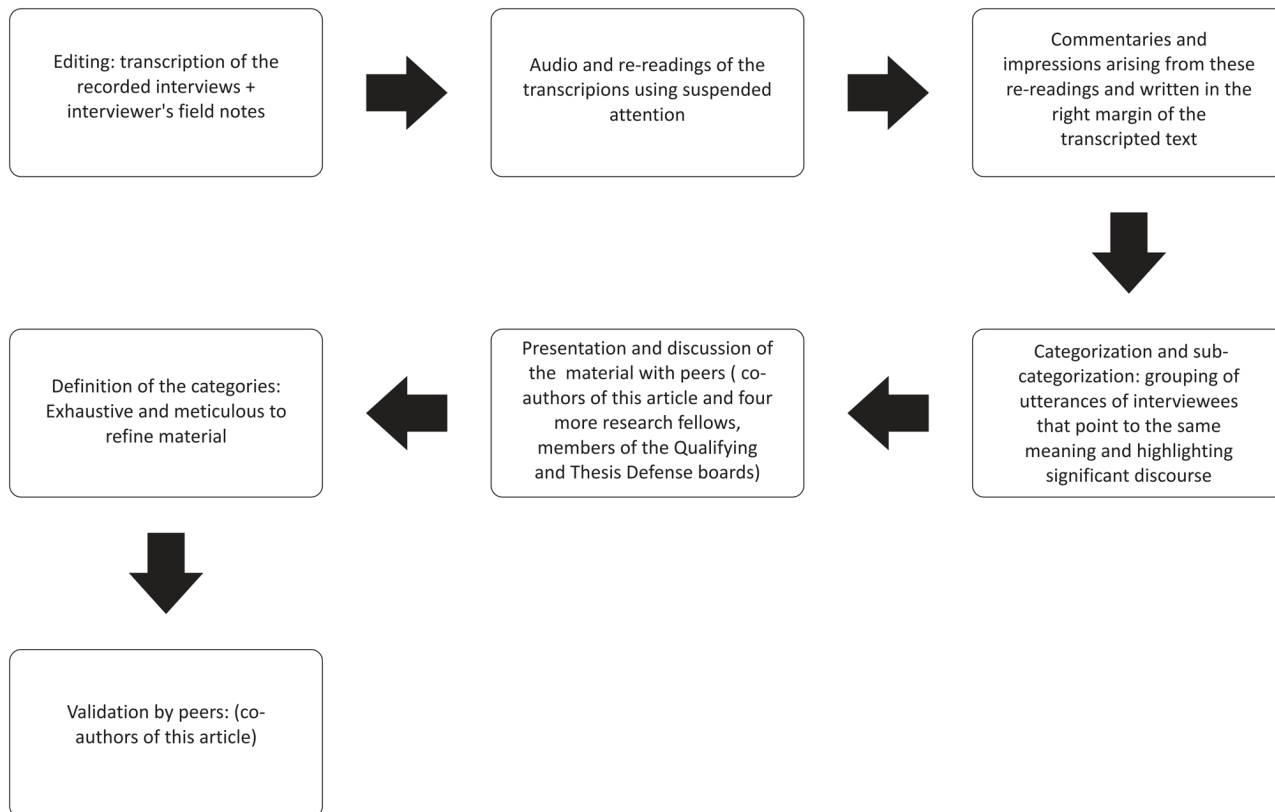 Editing: transcription of the
recorded interviews +
interviewer's field notes
Audio and re-readings of the
transcripions using suspended
attention
Commentaries and
impressions arising from these
re-readings and written in the
right margin of the
transcripted text
Categorization and sub-
categorization: grouping of
utterances of interviewees
that point to the same
meaning and highlighting
significant discourse
Presentation and discussion of
the  material with peers ( co-
authors of this article and four
more research fellows,
members of the Qualifying
and Thesis Defense boards)
Definition of the categories:
Exhaustive and meticulous to
refine material
Validation by peers: (co-
authors of this article)